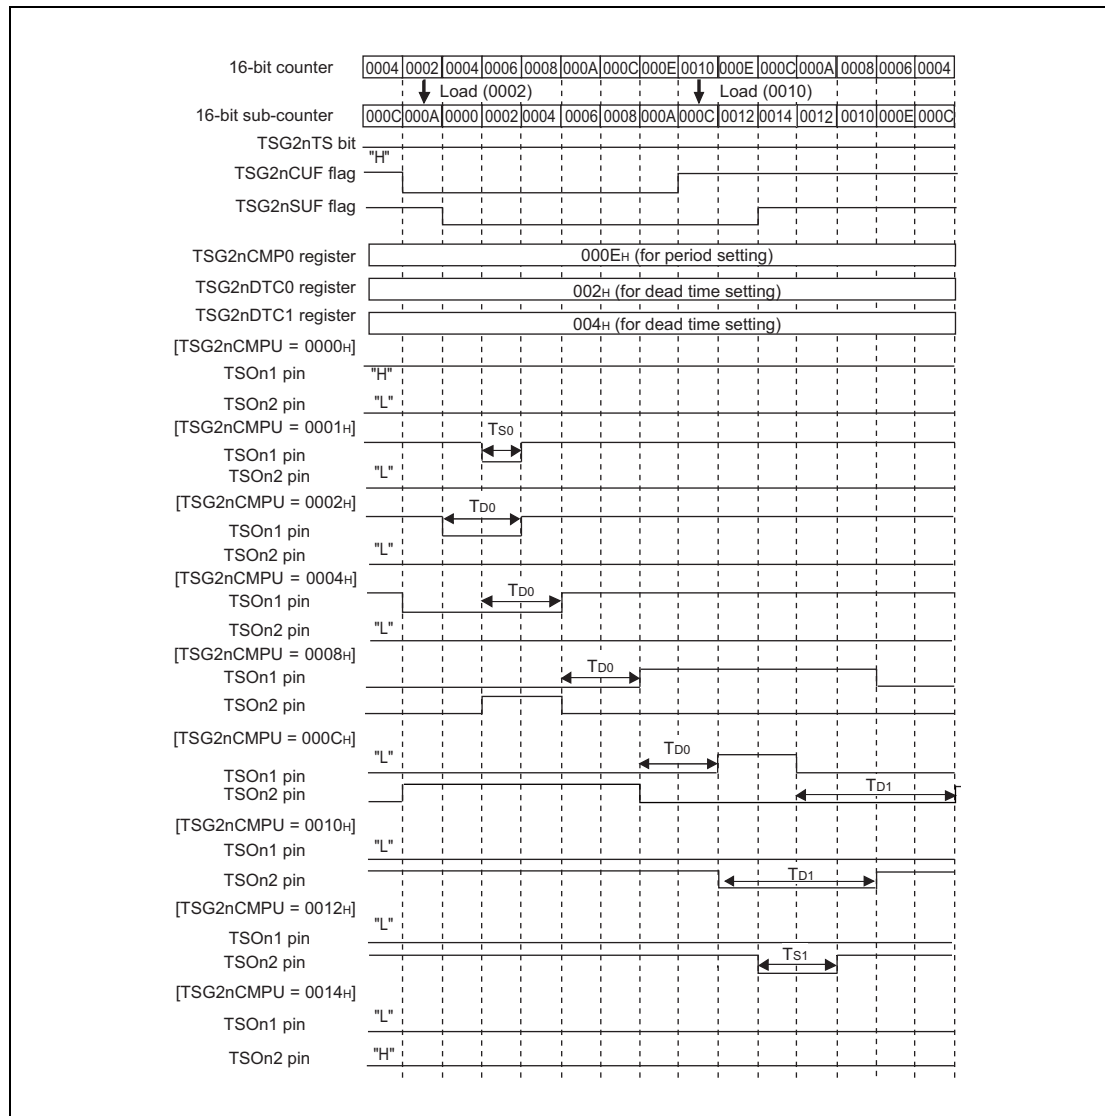 16-bit counter 0004 0002 0004 0006 0008 000A 000C 000E 0010 000E 000C 000A 0008 0006 0004
Load (0002) Load (0010)
16-bit sub-counter 000C 000A 0000 0002 0004 0006 0008 000A 000C 0012 0014 0012 0010 000E 000C
TSG2nTS bit
"H"
TSG2nCUF flag
TSG2nSUF flag
TSG2nCMP0 register 000EH (for period setting)
TSG2nDTC0 register 002H (for dead time setting)
TSG2nDTC1 register 004H (for dead time setting)
[TSG2nCMPU = 0000H]
TSOn1 pin "H"
TSOn2 pin "L"
[TSG2nCMPU = 0001H] TS0
TSOn1 pin
TSOn2 pin "L"
[TSG2nCMPU = 0002H] TD0
TSOn1 pin
TSOn2 pin "L"
[TSG2nCMPU = 0004H]
TSOn1 pin TD0
TSOn2 pin "L"
[TSG2nCMPU = 0008H]
TSOn1 pin TD0
TSOn2 pin
[TSG2nCMPU = 000CH]
"L" TD0
TSOn1 pin
TSOn2 pin TD1
[TSG2nCMPU = 0010H]
TSOn1 pin "L"
TSOn2 pin TD1
[TSG2nCMPU = 0012H]
"L"
TSOn1 pin
TSOn2 pin TS1
[TSG2nCMPU = 0014H]
TSOn1 pin "L"
TSOn2 pin "H"